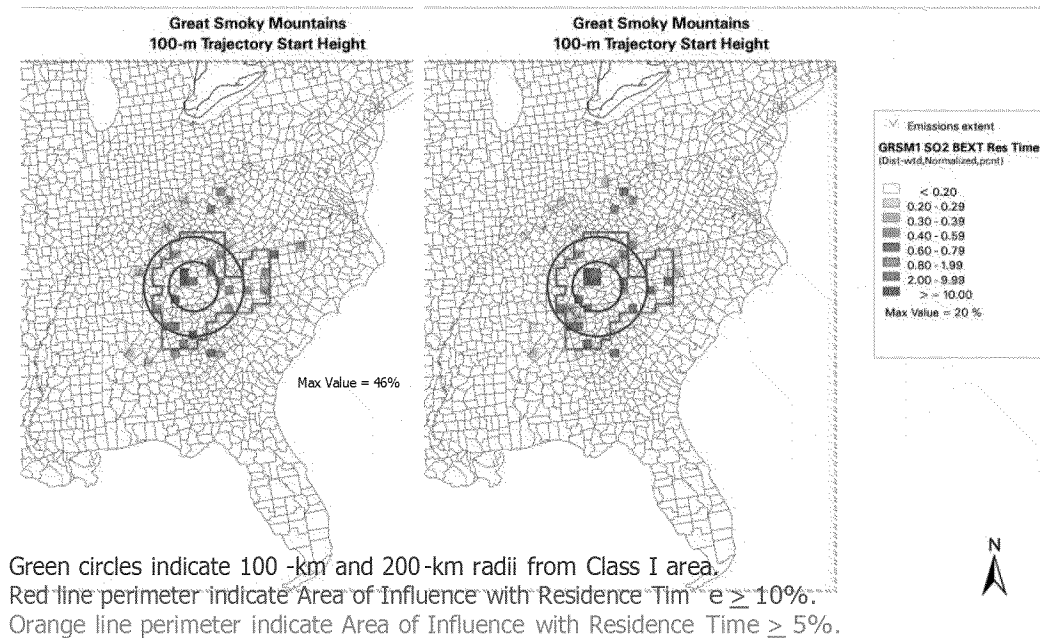 Great Smoky Mountains
100-m Trajectory Start Height
Great Smoky Mountains
100-m Trajectory Start Height
Emissions extent
GRSM1 SO2 BEXT Res Time
(Dist-wtd,Normalized,pcnt)
< 0.20
0.20 - 0.29
0.30 - 0.39
0.40 - 0.59
0.60 - 0.79
0.80 - 1.99
2.00 - 9.99
> = 10.00
Max Value = 20 %
Max Value = 46%
N
Green circles indicate 100 -km and 200-km radii from Class I area.
Red line perimeter indicate Area of Influence with Residence Tim e ≥ 10%.
Orange line perimeter indicate Area of Influence with Residence Time ≥ 5%.